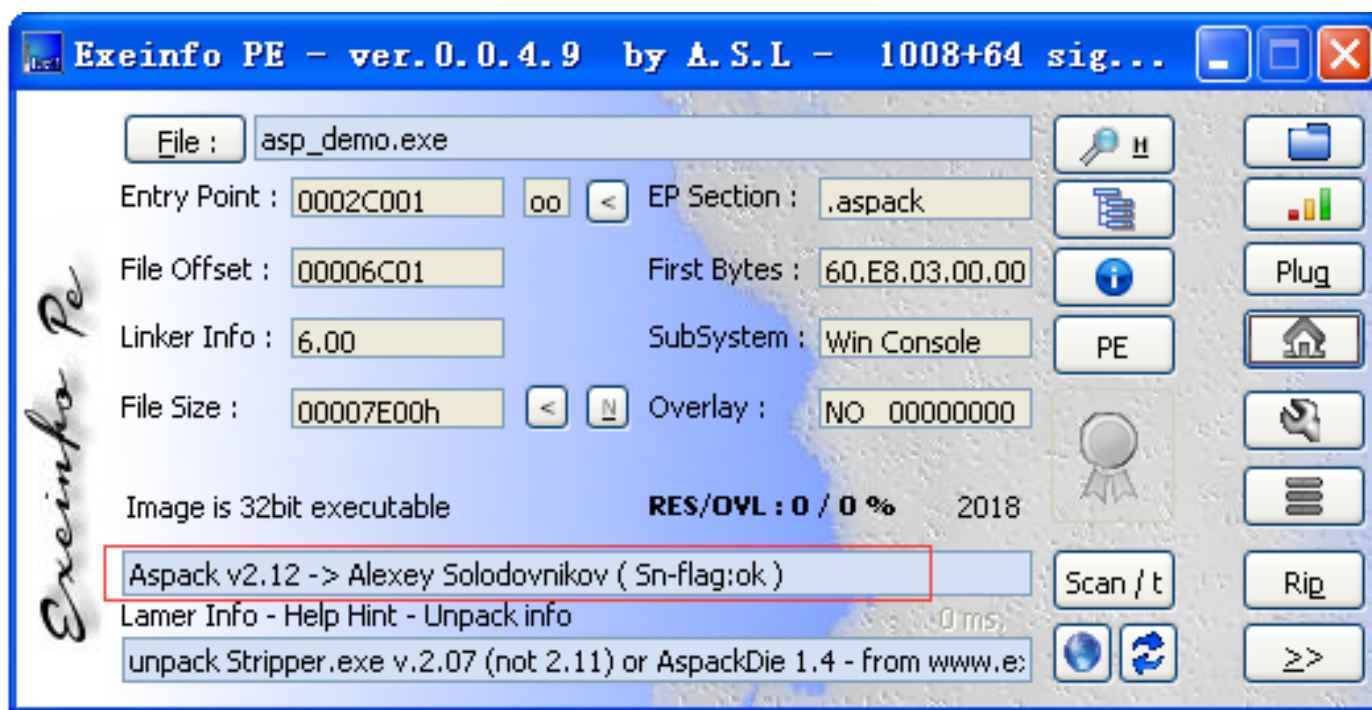 Exeinfo PE - ver.0.0.4.9 by A.S.L - 1008+64 sig...
File : asp_demo.exe H
Entry Point : 0002C001 oo < EP Section : .aspack
File Offset : 00006C01 First Bytes : 60.E8.03.00.00 Plug
Linker Info : 6.00 SubSystem : Win Console PE
File Size : 00007E00h < N Overlay : NO 00000000
Image is 32bit executable RES/OVL : 0 / 0 % 2018
Aspack v2.12 -> Alexey Solodovnikov ( Sn-flag:ok ) Scan / t Rip
Lamer Info - Help Hint - Unpack info 0 ms.
unpack Stripper.exe v.2.07 (not 2.11) or AspackDie 1.4 - from www.ex >>
Exeinfo Pe